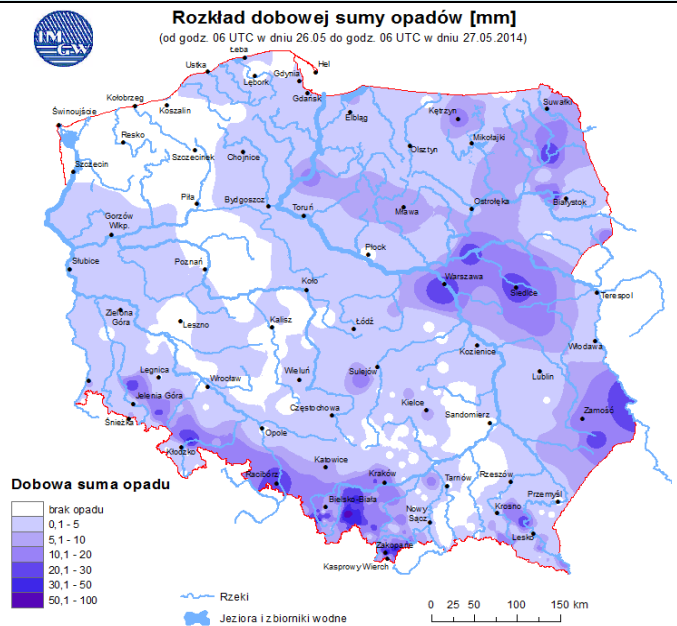 Rozkład dobowej sumy opadów [mm]
(od godz. 06 UTC w dniu 26.05 do godz. 06 UTC w dniu 27.05.2014)
IM
GW
Łeba
Ustka
Hel
Gdynia
Lębork
Gdańsk
Kołobrzeg
Koszalin
Świnoujście
Elbląg
Kętrzyn
Suwałki
Resko
Mikołajki
Szczecinek
Chojnice
Olsztyn
Szczecin
Piła
Bydgoszcz
Toruń
Mława
Ostrołęka
Białystok
Gorzów
Wlkp.
Płock
Słubice
Poznań
Koło
Warszawa
Siedlce
Terespol
Zielona
Góra
Leszno
Kalisz
Łódź
Kozienice
Włodawa
Legnica
Wrocław
Wieluń
Sulejów
Lublin
Jelenia Góra
Śnieżka
Częstochowa
Kielce
Sandomierz
Zamość
Opole
Kłodzko
Katowice
Racibórz
Kraków
Tarnów
Rzeszów
Bielsko-Biała
Nowy
Sącz
Krosno
Przemyśl
Lesko
Zakopane
Kasprowy Wierch
Dobowa suma opadu
brak opadu
0,1 - 5
5,1 - 10
10,1 - 20
20,1 - 30
30,1 - 50
50,1 - 100
Rzeki
Jeziora i zbiorniki wodne
0 25 50 100 150 km